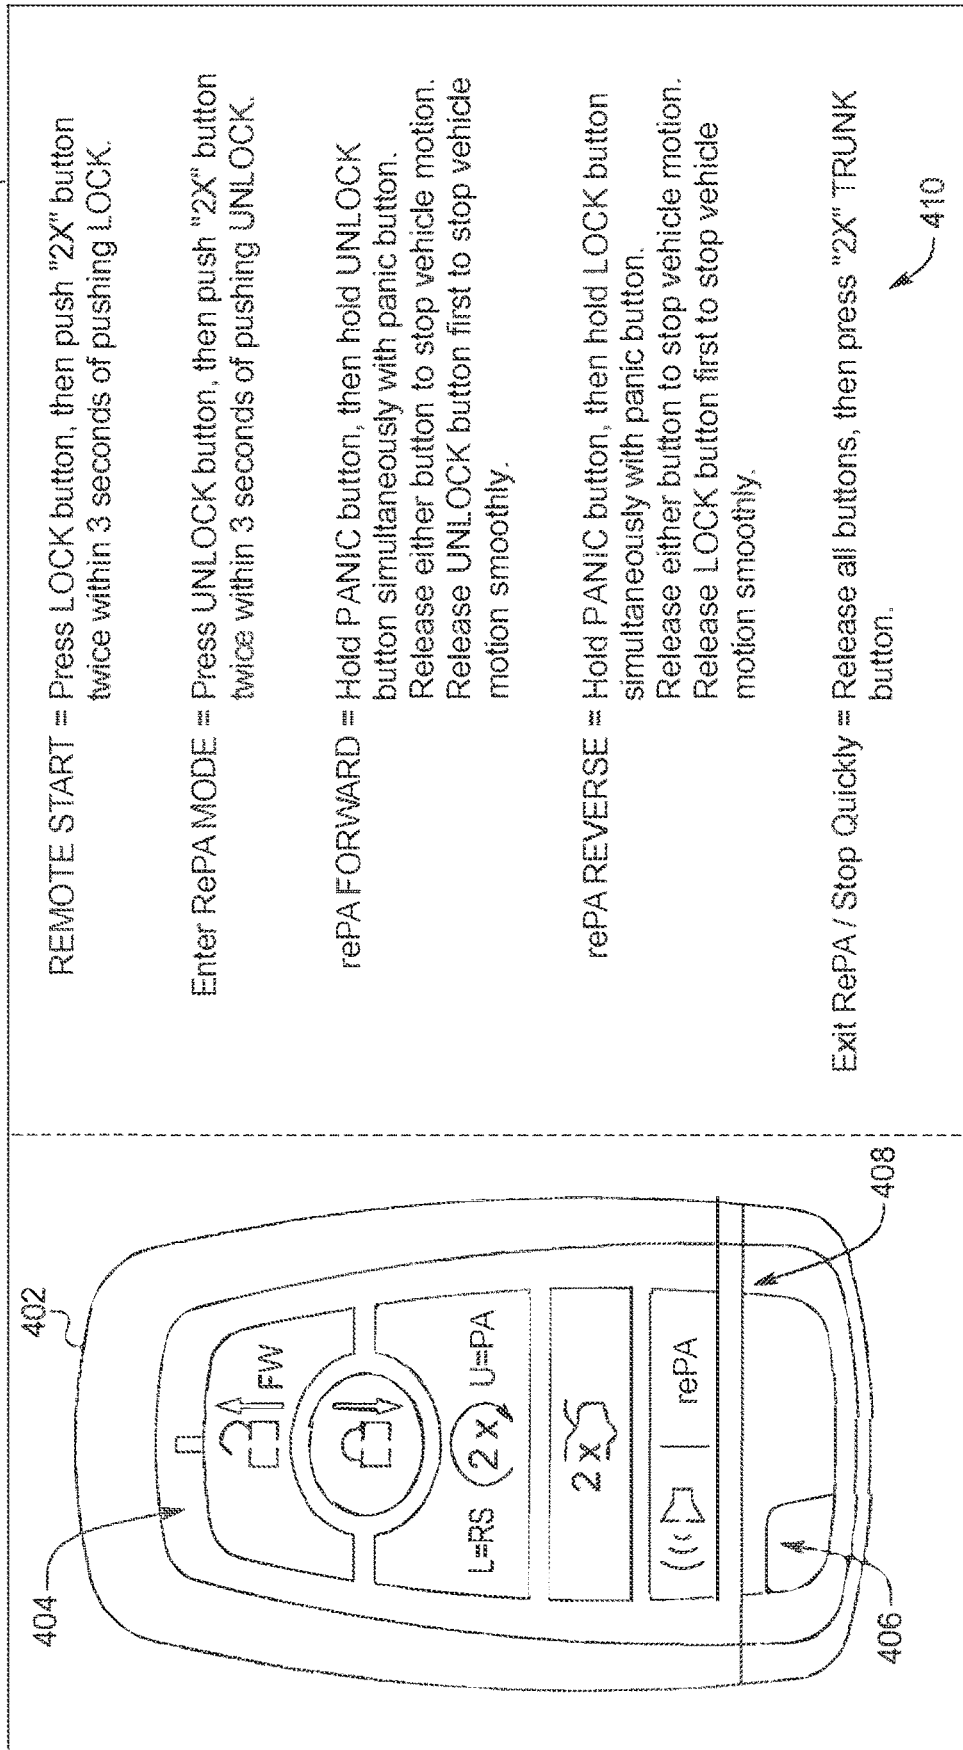 402
404
FW
L=RS 2 x U=PA
2 x
rePA
406
408
REMOTE START = Press LOCK button, then push "2X" button
twice within 3 seconds of pushing LOCK.
Enter RePA MODE = Press UNLOCK button, then push "2X" button
twice within 3 seconds of pushing UNLOCK.
rePA FORWARD = Hold PANIC button, then hold UNLOCK
button simultaneously with panic button.
Release either button to stop vehicle motion.
Release UNLOCK button first to stop vehicle
motion smoothly.
rePA REVERSE = Hold PANIC button, then hold LOCK button
simultaneously with panic button.
Release either button to stop vehicle motion.
Release LOCK button first to stop vehicle
motion smoothly.
Exit RePA / Stop Quickly = Release all buttons, then press "2X" TRUNK
button.
410